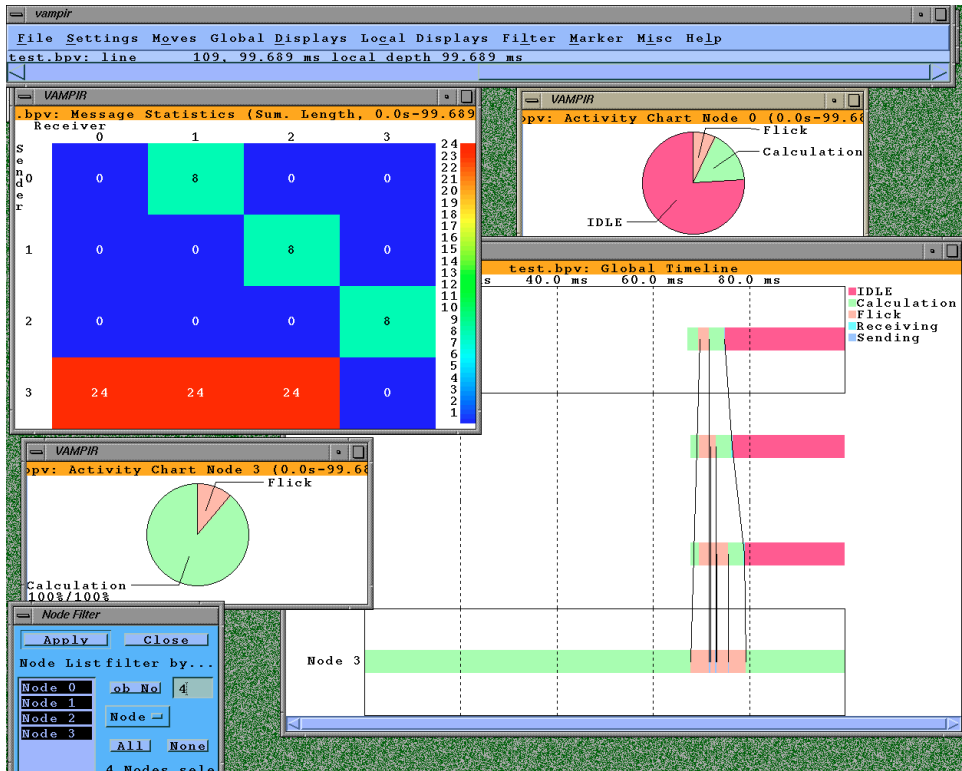 vampir
File Settings Moves Global Displays Local Displays Filter Marker Misc Help
test.bpv: line 109, 99.689 ms local depth 99.689 ms
VAMPIR
.bpv: Message Statistics (Sum. Length, 0.0s-99.689
Receiver
0 1 2 3
Sender
0 0 8 0 0
1 0 0 8 0
2 0 0 0 8
3 24 24 24 0
24
23
22
21
20
19
18
17
16
15
14
13
12
11
10
9
8
7
6
5
4
3
2
1
VAMPIR
bpv: Activity Chart Node 0 (0.0s-99.68
Flick
Calculation
IDLE
test.bpv: Global Timeline
s 40.0 ms 60.0 ms 80.0 ms
IDLE
Calculation
Flick
Receiving
Sending
Node 3
VAMPIR
bpv: Activity Chart Node 3 (0.0s-99.68
Flick
Calculation
100%/100%
Node Filter
Apply Close
Node List filter by...
Node 0
Node 1
Node 2
Node 3
ob No 4
Node
All None
4 Nodes sele